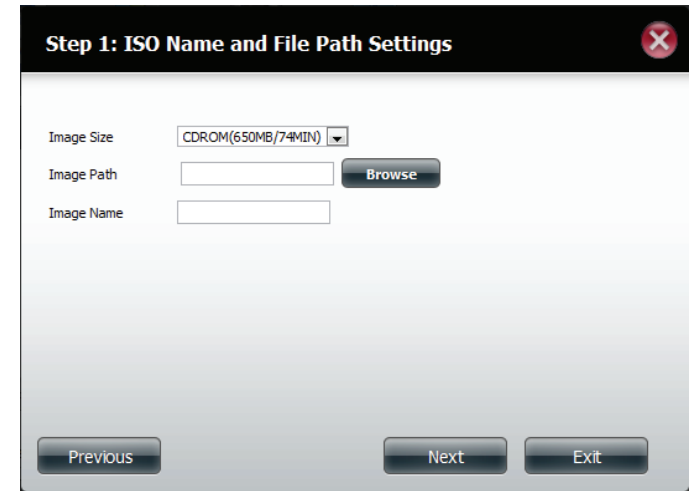 Step 1: ISO Name and File Path Settings
Image Size CDROM(650MB/74MIN)
Image Path Browse
Image Name
Previous Next Exit